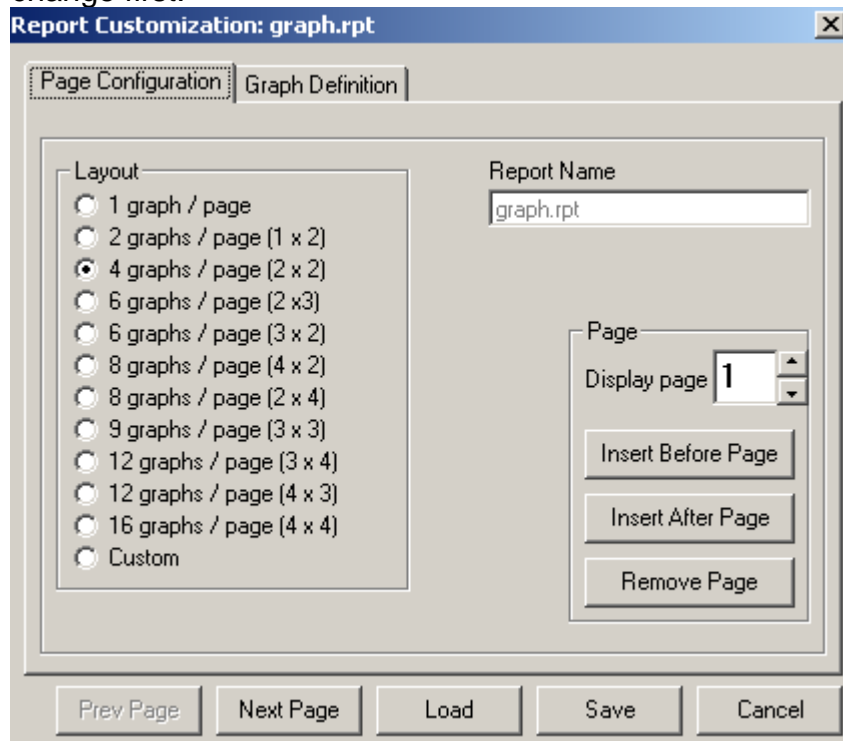 change first.
Report Customization: graph.rpt
Page Configuration
Graph Definition
Layout
1 graph / page
2 graphs / page (1 x 2)
4 graphs / page (2 x 2)
6 graphs / page (2 x3)
6 graphs / page (3 x 2)
8 graphs / page (4 x 2)
8 graphs / page (2 x 4)
9 graphs / page (3 x 3)
12 graphs / page (3 x 4)
12 graphs / page (4 x 3)
16 graphs / page (4 x 4)
Custom
Report Name
graph.rpt
Page
Display page 1
Insert Before Page
Insert After Page
Remove Page
Prev Page
Next Page
Load
Save
Cancel